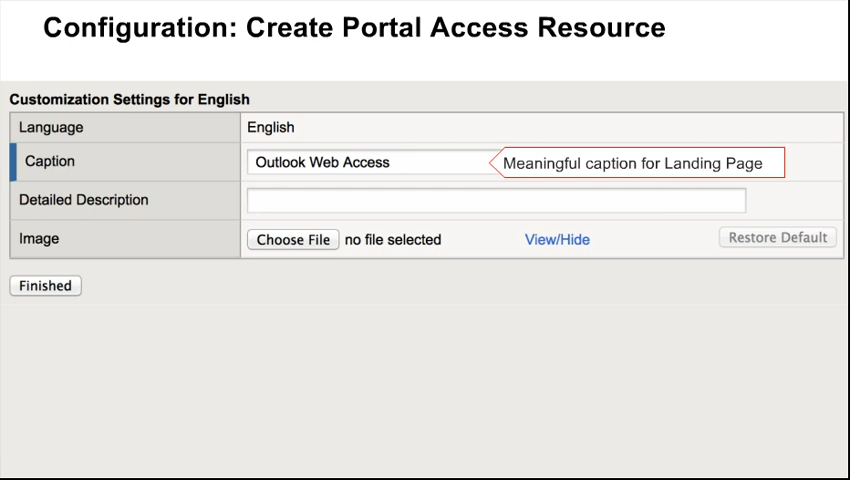 Configuration: Create Portal Access Resource
Customization Settings for English
Language English
Caption Outlook Web Access Meaningful caption for Landing Page
Detailed Description
Image Choose File no file selected View/Hide Restore Default
Finished